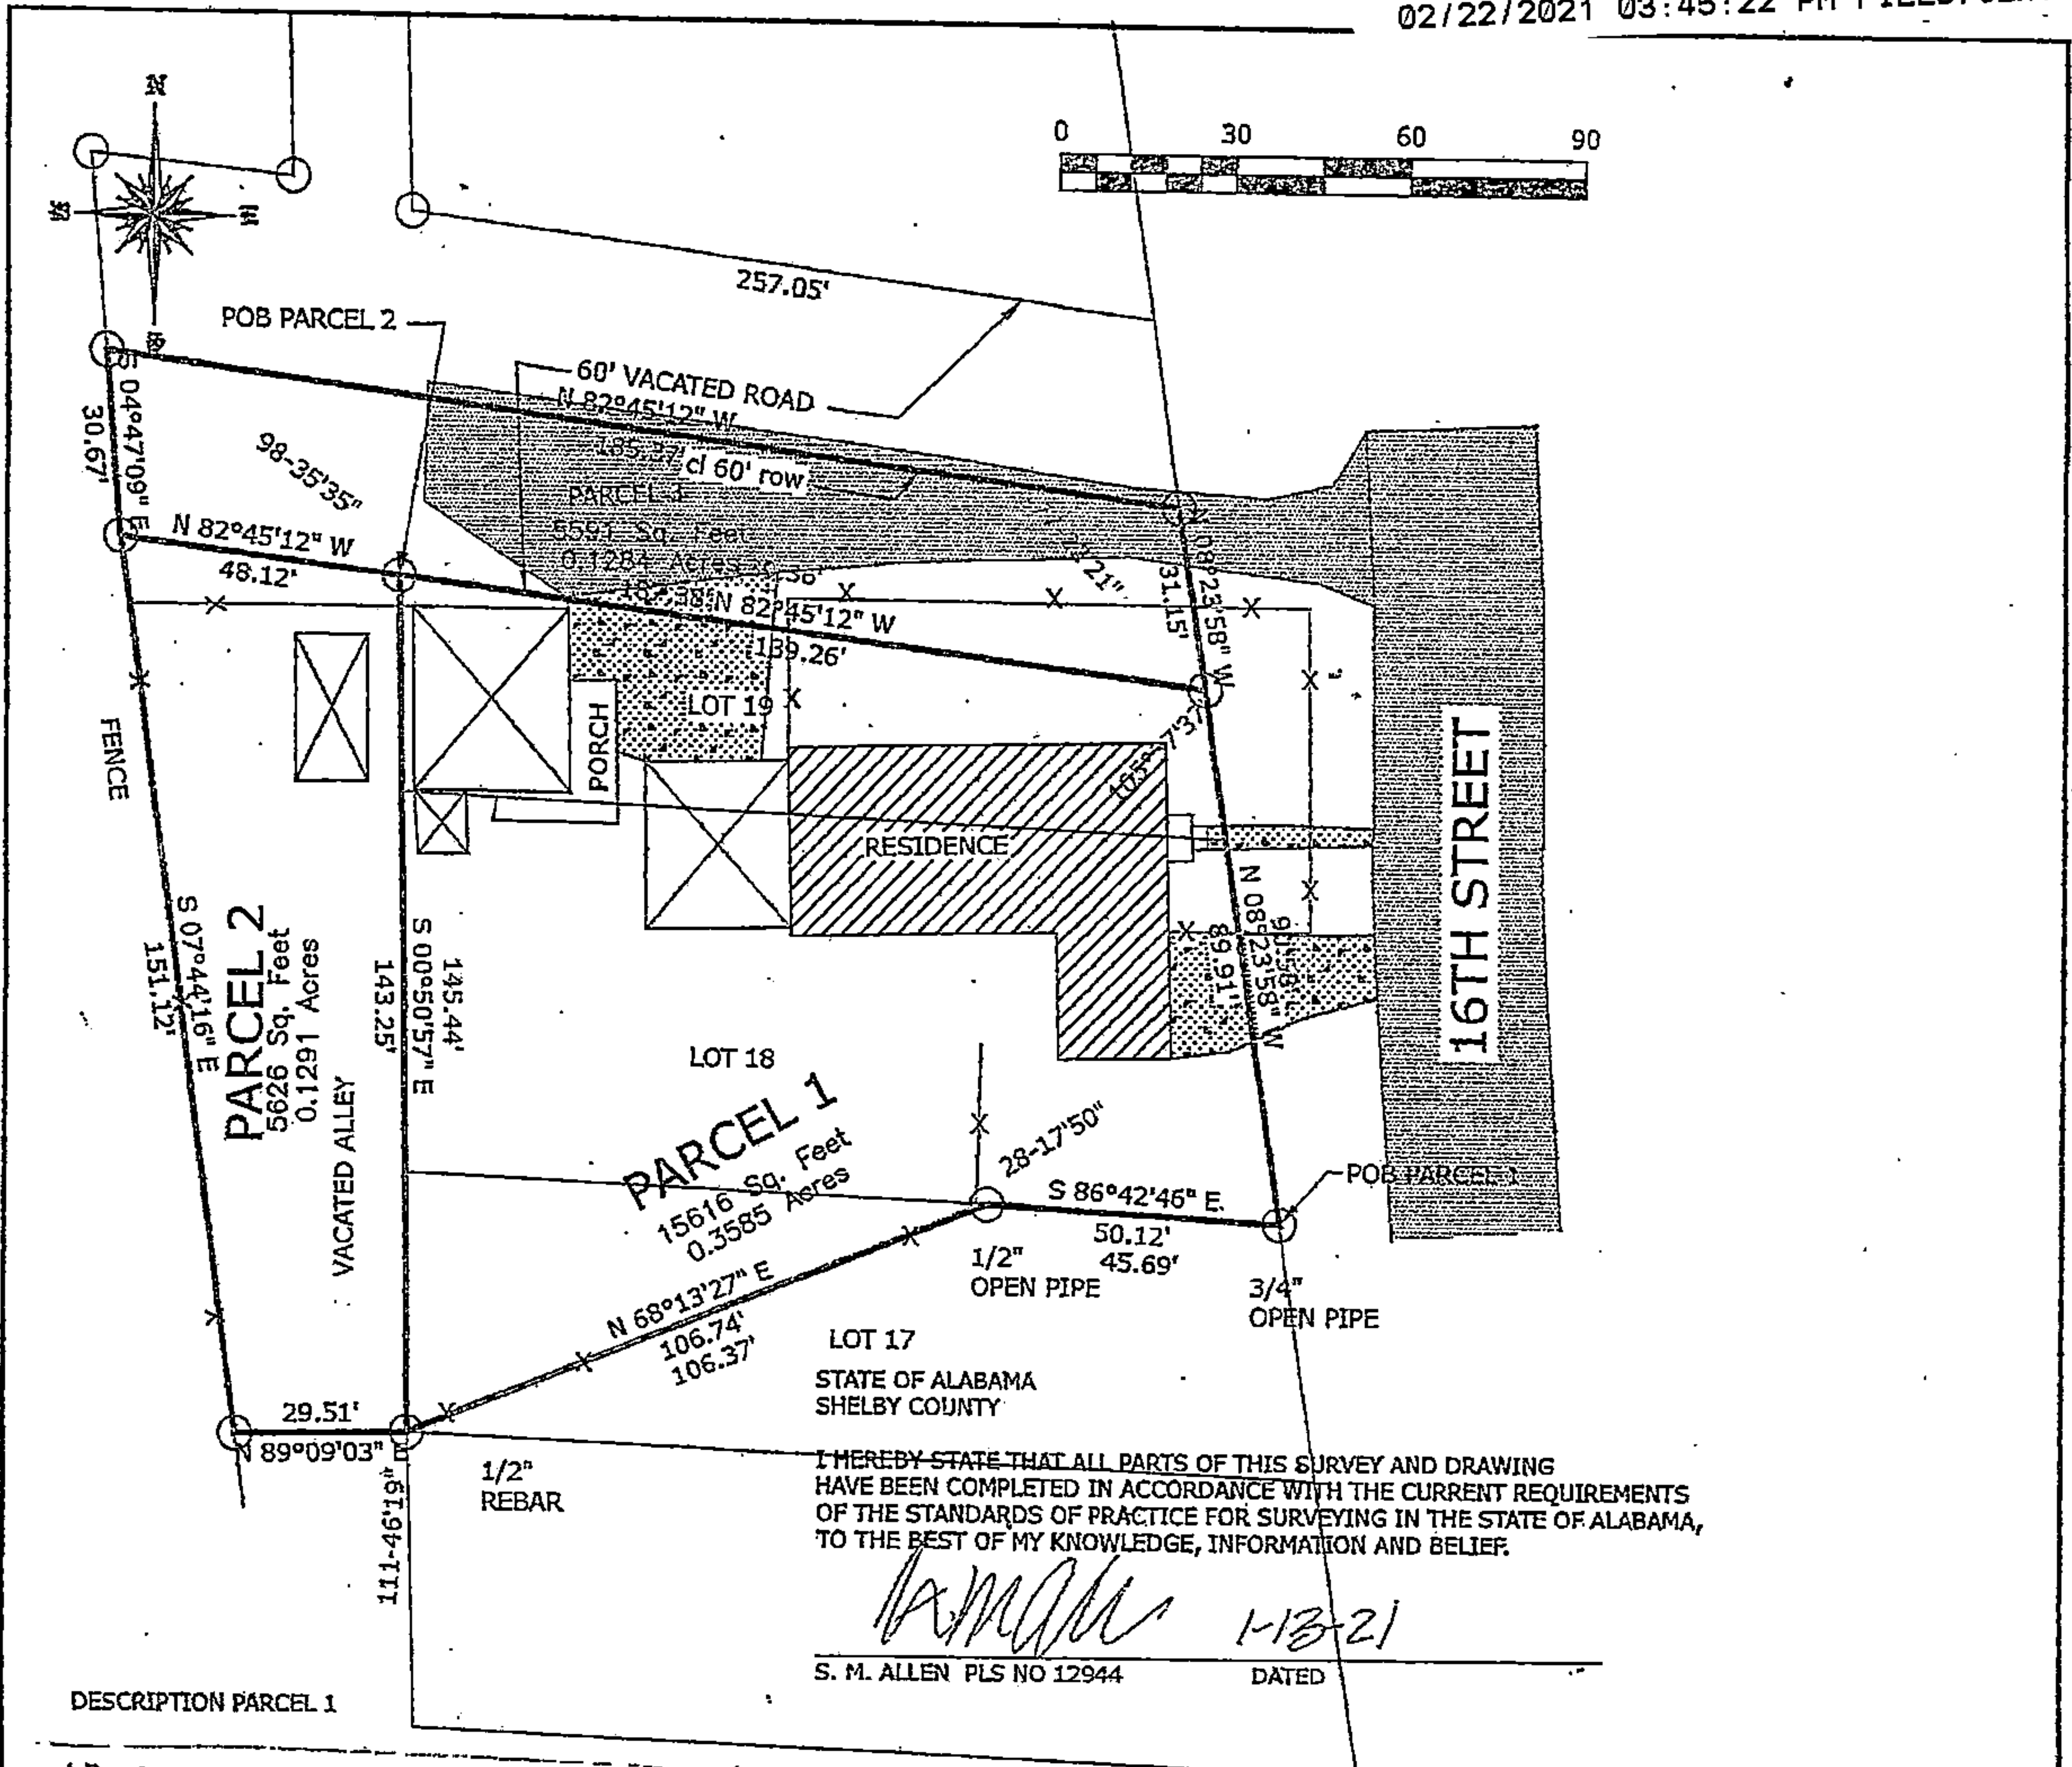 02/22/2021 03:45:22 PM
N
0 30 60 90
257.05'
POB PARCEL 2
60' VACATED ROAD
N 82°45'12" W
185.37'
cl 60' row
S 04°47'09" E
30.67'
98-35'35"
N 82°45'12" W
48.12'
5591 Sq. Feet
0.1284 Acres
N 82°45'12" W
139.26'
N 08°23'58" W
31.15'
LOT 19
PORCH
FENCE
RESIDENCE
16TH STREET
S 07°44'16" E
151.12'
PARCEL 2
5626 Sq. Feet
0.1291 Acres
VACATED ALLEY
143.25'
S 00°50'57" E
145.44'
N 08°23'58" W
89.91'
LOT 18
PARCEL 1
15616 Sq. Feet
0.3585 Acres
28-17'50"
POB PARCEL 1
S 86°42'46" E
50.12'
45.69'
1/2"
OPEN PIPE
3/4"
OPEN PIPE
N 68°13'27" E
106.74'
106.37'
LOT 17
29.51'
N 89°09'03" E
1/2"
REBAR
111-46'19"
STATE OF ALABAMA
SHELBY COUNTY
I HEREBY STATE THAT ALL PARTS OF THIS SURVEY AND DRAWING
HAVE BEEN COMPLETED IN ACCORDANCE WITH THE CURRENT REQUIREMENTS
OF THE STANDARDS OF PRACTICE FOR SURVEYING IN THE STATE OF ALABAMA,
TO THE BEST OF MY KNOWLEDGE, INFORMATION AND BELIEF.
1-13-21
S. M. ALLEN PLS NO 12944 DATED
DESCRIPTION PARCEL 1